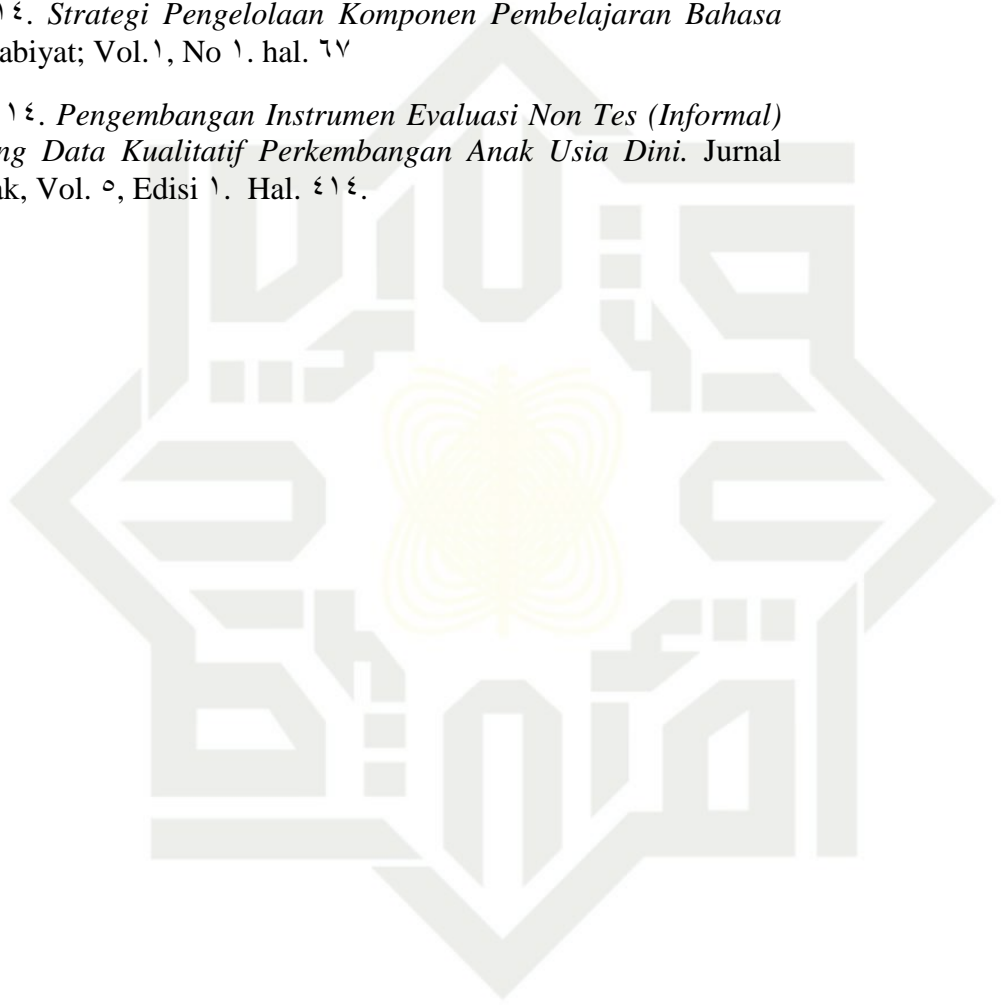 ١٤. Strategi Pengelolaan Komponen Pembelajaran Bahasa
abiyat; Vol.١, No ١. hal. ٦٧
١٤. Pengembangan Instrumen Evaluasi Non Tes (Informal)
ng Data Kualitatif Perkembangan Anak Usia Dini. Jurnal
ak, Vol. ٥, Edisi ١. Hal. ٤١٤.